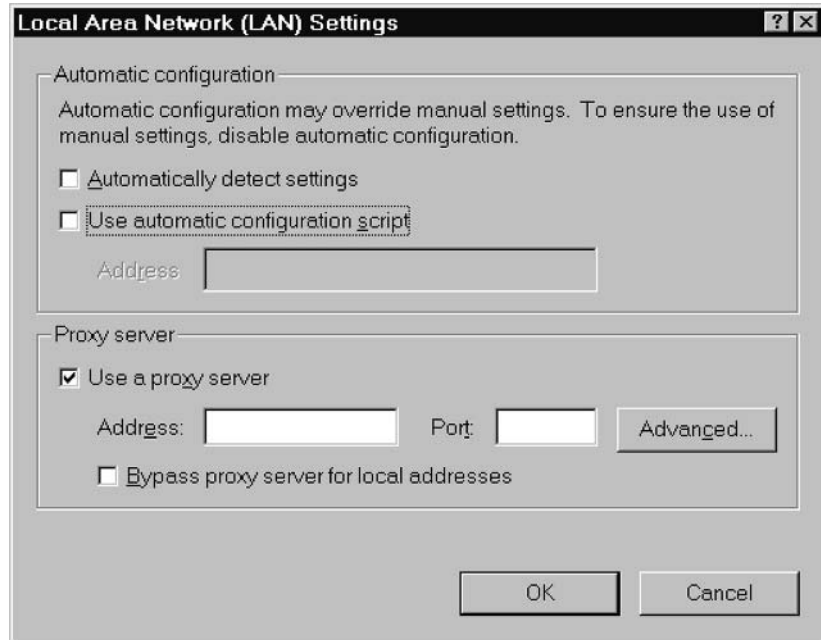 Local Area Network (LAN) Settings
Automatic configuration
Automatic configuration may override manual settings. To ensure the use of
manual settings, disable automatic configuration.
Automatically detect settings
Use automatic configuration script
Address
Proxy server
Use a proxy server
Address:
Port:
Advanced...
Bypass proxy server for local addresses
OK
Cancel